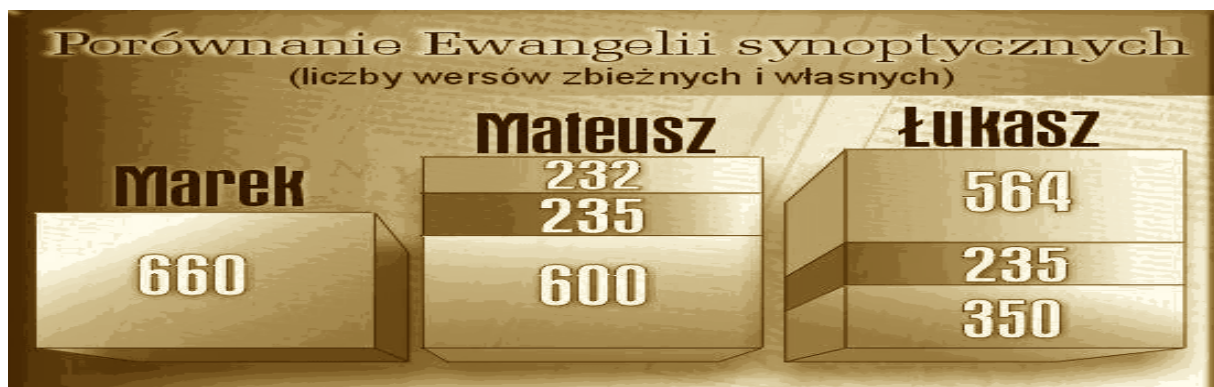 Porównanie Ewangelii synoptycznych
(liczby wersów zbieżnych i własnych)
Marek
660
Mateusz
232
235
600
Łukasz
564
235
350